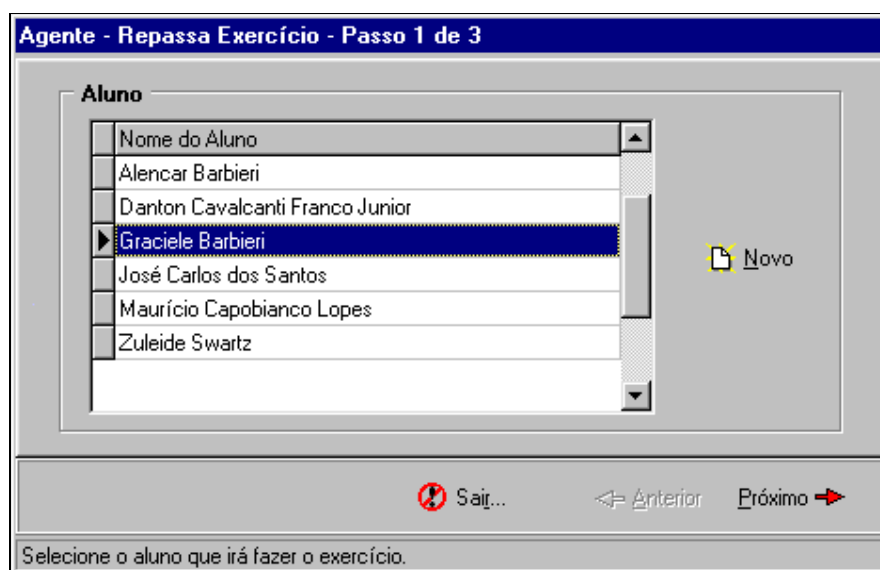 Agente - Repassa Exercício - Passo 1 de 3
Aluno
Nome do Aluno
Alencar Barbieri
Danton Cavalcanti Franco Junior
Graciele Barbieri
José Carlos dos Santos
Maurício Capobianco Lopes
Zuleide Swartz
Novo
Sair... Anterior Próximo
Selecione o aluno que irá fazer o exercício.